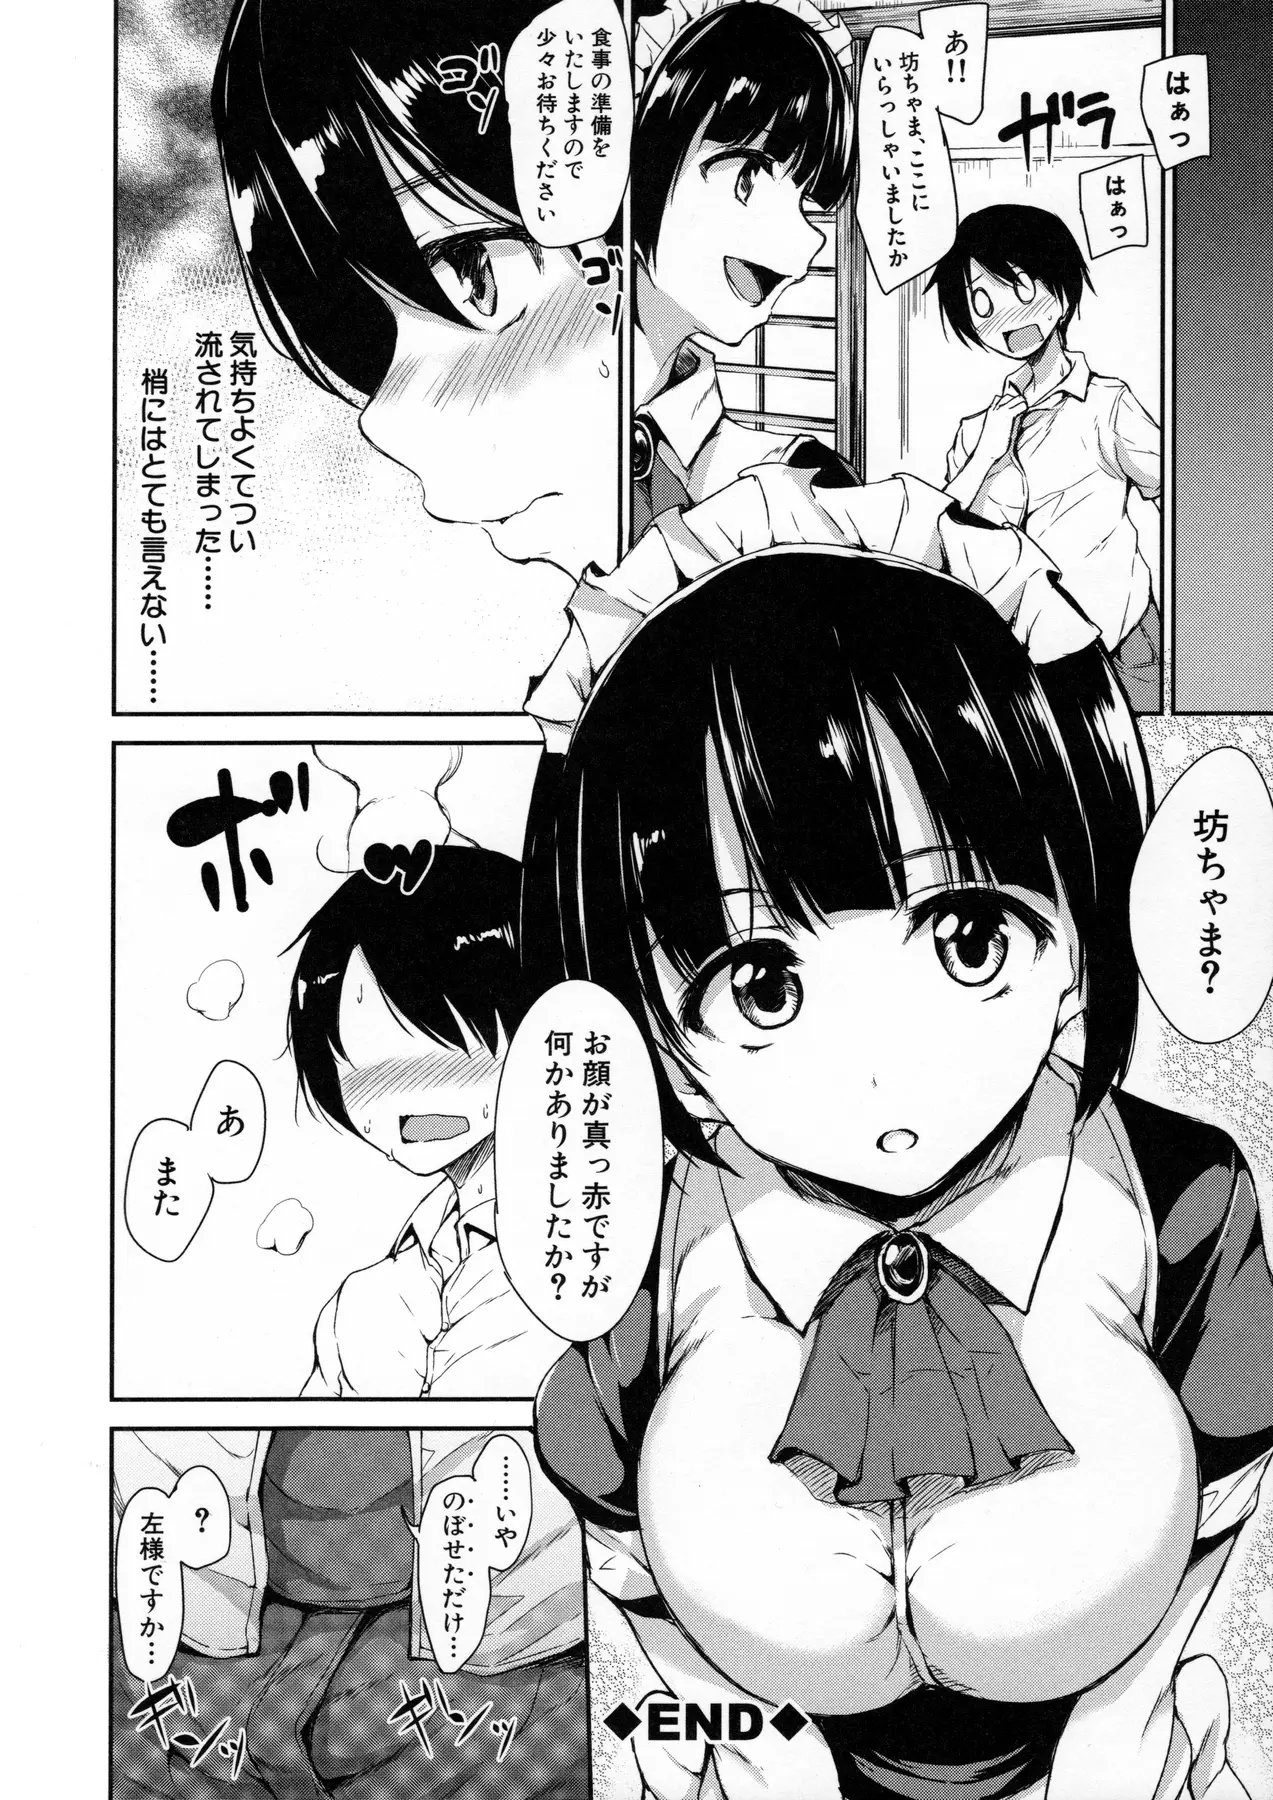 はぁっ
はぁっ
ガラ
あ!!
坊ちゃま、ここに
いらっしゃいましたか
食事の準備を
いたしますので
少々お待ちください
ゴクン
ゴクン
気持ちよくてつい
流されてしまった……
梢にはとても言えない……
坊ちゃま?
お顔が真っ赤ですが
何かありましたか?
ボッ
あ
また
……いや
のぼせただけ…
?
左様ですか…
ギンッ
ギンッ
◆END◆